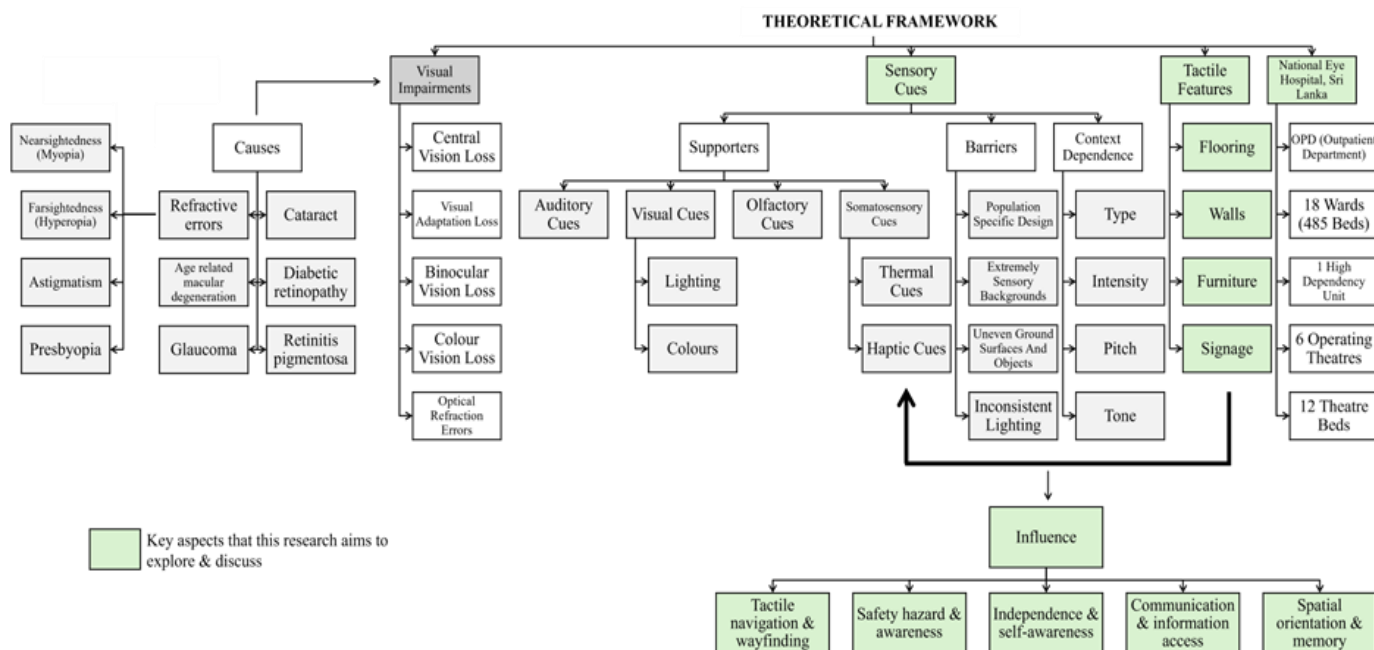 THEORETICAL FRAMEWORK
Visual
Impairments
Sensory
Cues
Tactile
Features
National Eye
Hospital, Sri
Lanka
Nearsightedness
(Myopia)
Causes
Central
Vision Loss
Supporters
Barriers
Context
Dependence
Flooring
OPD (Outpatient
Department)
Farsightedness
(Hyperopia)
Refractive
errors
Cataract
Visual
Adaptation Loss
Auditory
Cues
Visual Cues
Olfactory
Cues
Somatosensory
Cues
Population
Specific Design
Type
Walls
18 Wards
(485 Beds)
Astigmatism
Age related
macular
degeneration
Diabetic
retinopathy
Binocular
Vision Loss
Lighting
Thermal
Cues
Extremely
Sensory
Backgrounds
Intensity
Furniture
1 High
Dependency
Unit
Presbyopia
Glaucoma
Retinitis
pigmentosa
Colour
Vision Loss
Colours
Haptic Cues
Uneven Ground
Surfaces And
Objects
Pitch
Signage
6 Operating
Theatres
Optical
Refraction
Errors
Inconsistent
Lighting
Tone
12 Theatre
Beds
Key aspects that this research aims to
explore & discuss
Influence
Tactile
navigation &
wayfinding
Safety hazard &
awareness
Independence &
self-awareness
Communication
& information
access
Spatial
orientation &
memory